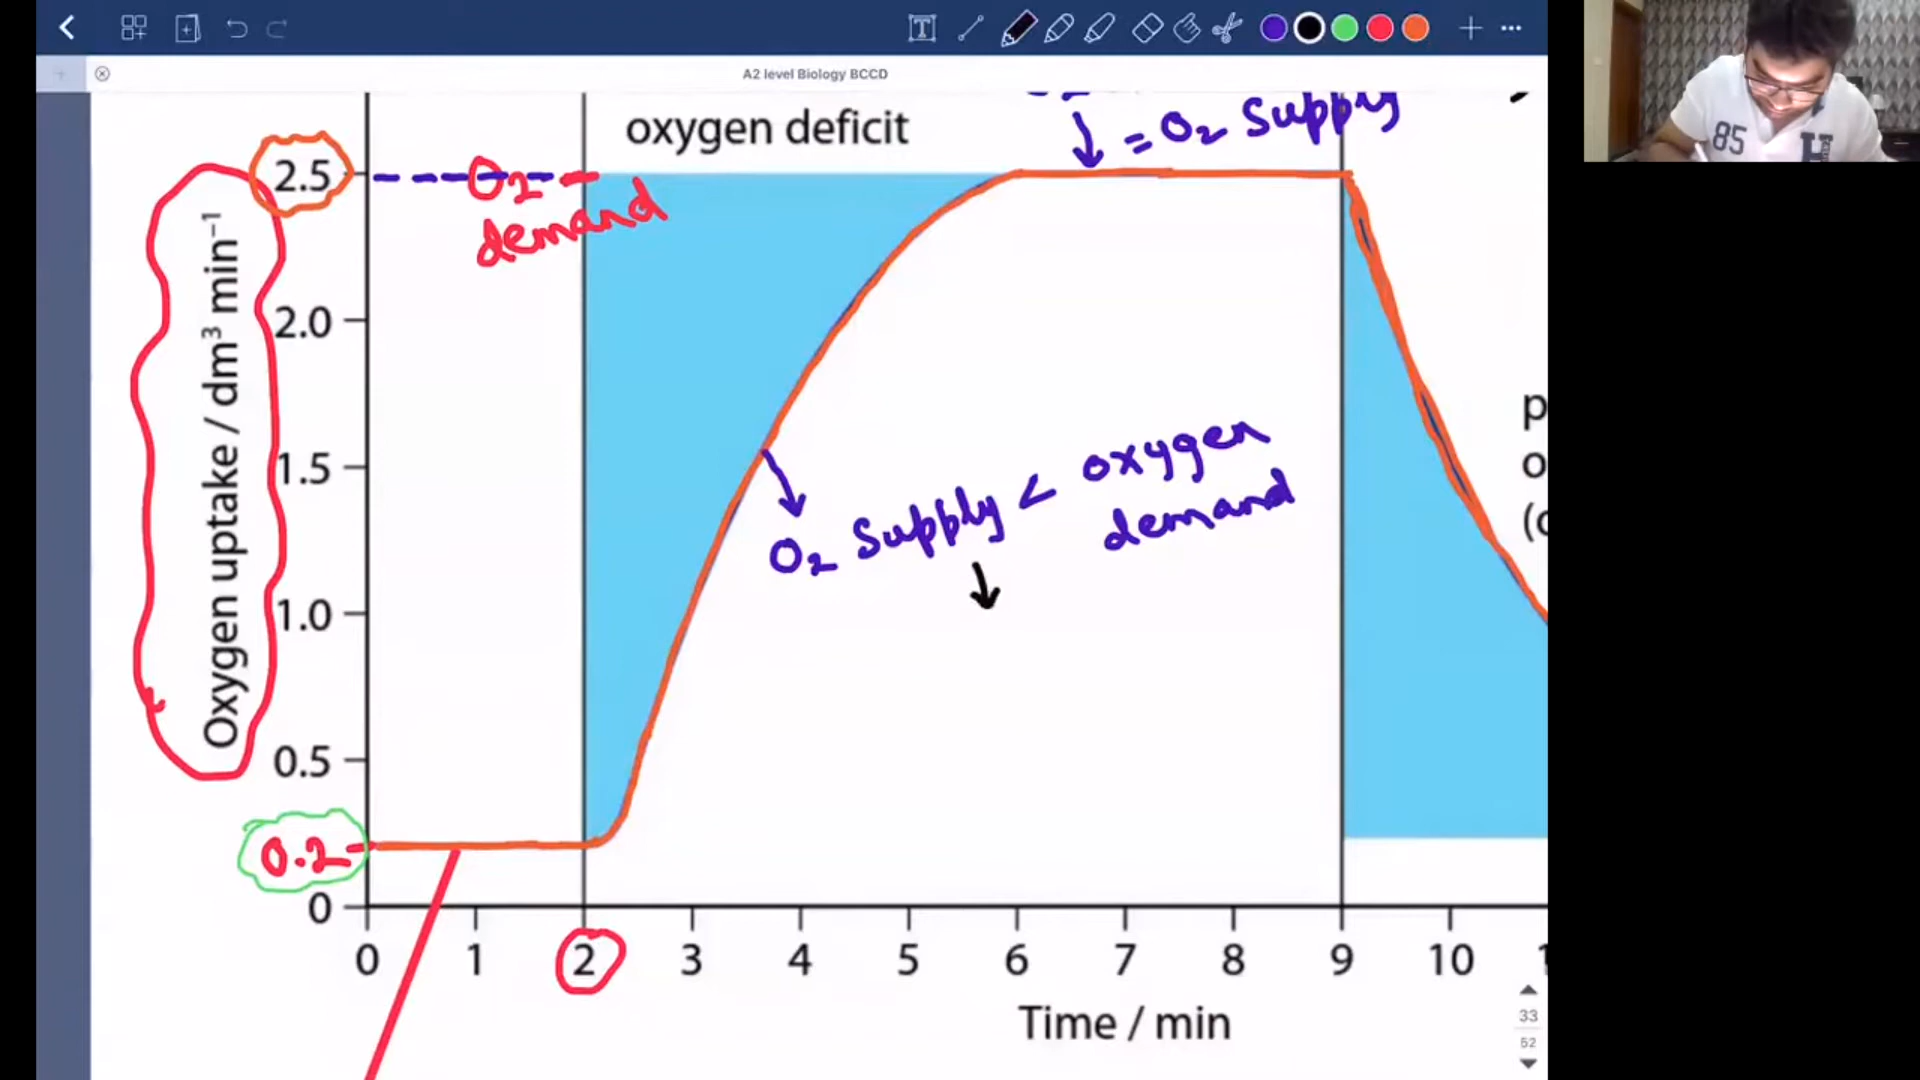 A2 level Biology BCCD
oxygen deficit
= O₂ Supply
2.5
O₂
demand
2.0
1.5
1.0
0.5
0.2
0
Oxygen uptake / dm³ min⁻¹
O₂ Supply < oxygen
demand
p
o
(
0 1 2 3 4 5 6 7 8 9 10 1
Time / min
33
52
85
H